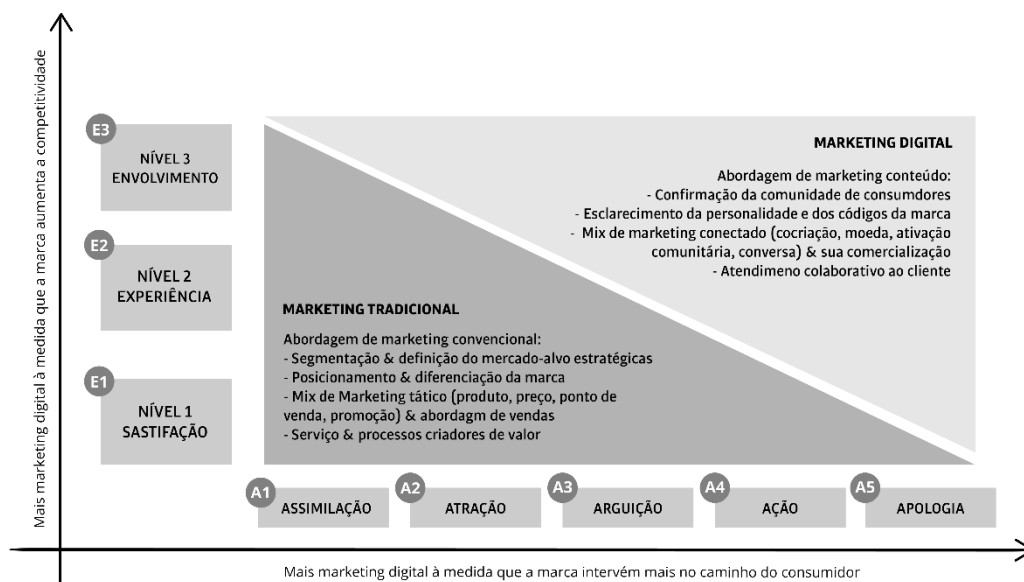 Mais marketing digital à medida que a marca aumenta a competitividade
E3
NÍVEL 3
ENVOLVIMENTO
E2
NÍVEL 2
EXPERIÊNCIA
E1
NÍVEL 1
SASTIFAÇÃO
MARKETING DIGITAL
Abordagem de marketing conteúdo:
- Confirmação da comunidade de consumdores
- Esclarecimento da personalidade e dos códigos da marca
- Mix de marketing conectado (cocriação, moeda, ativação
comunitária, conversa) & sua comercialização
- Atendimeno colaborativo ao cliente
MARKETING TRADICIONAL
Abordagem de marketing convencional:
- Segmentação & definição do mercado-alvo estratégicas
- Posicionamento & diferenciação da marca
- Mix de Marketing tático (produto, preço, ponto de
venda, promoção) & abordagm de vendas
- Serviço & processos criadores de valor
A1
ASSIMILAÇÃO
A2
ATRAÇÃO
A3
ARGUIÇÃO
A4
AÇÃO
A5
APOLOGIA
Mais marketing digital à medida que a marca intervém mais no caminho do consumidor